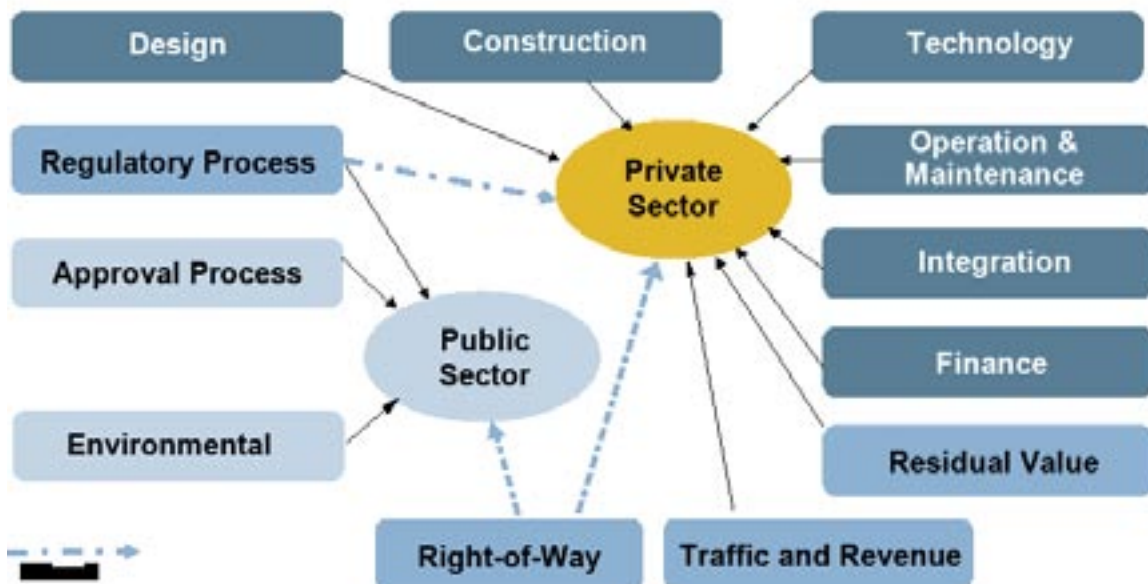 Design
Construction
Technology
Regulatory Process
Private
Sector
Operation &
Maintenance
Approval Process
Integration
Public
Sector
Finance
Environmental
Residual Value
Right-of-Way
Traffic and Revenue